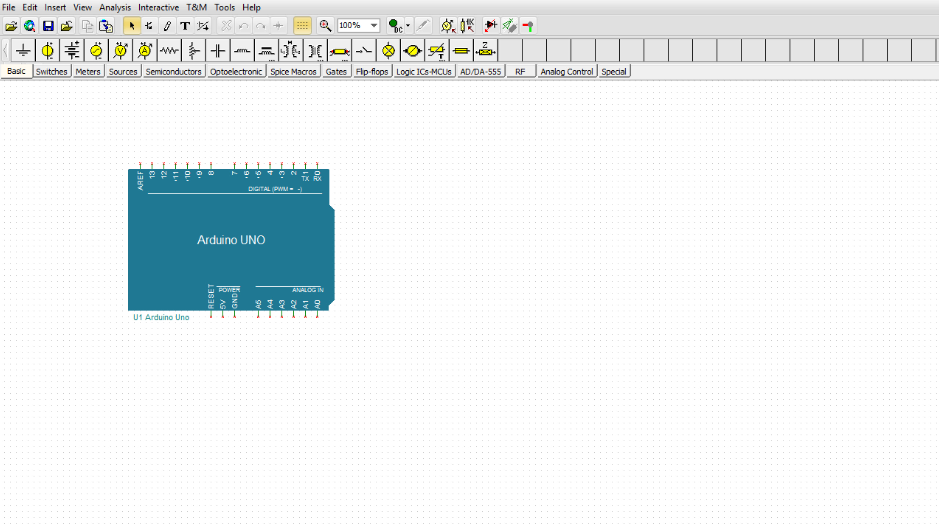 File Edit Insert View Analysis Interactive T&M Tools Help
100% DC
Z
Basic Switches Meters Sources Semiconductors Optoelectronic Spice Macros Gates Flip-flops Logic ICs-MCUs AD/DA-555 RF Analog Control Special
AREF 13 12 ~11 ~10 ~9 8 7 ~6 ~5 4 ~3 2 1 0
TX RX
DIGITAL (PWM = ~)
Arduino UNO
RESET 5V GND A5 A4 A3 A2 A1 A0
POWER ANALOG IN
U1 Arduino Uno